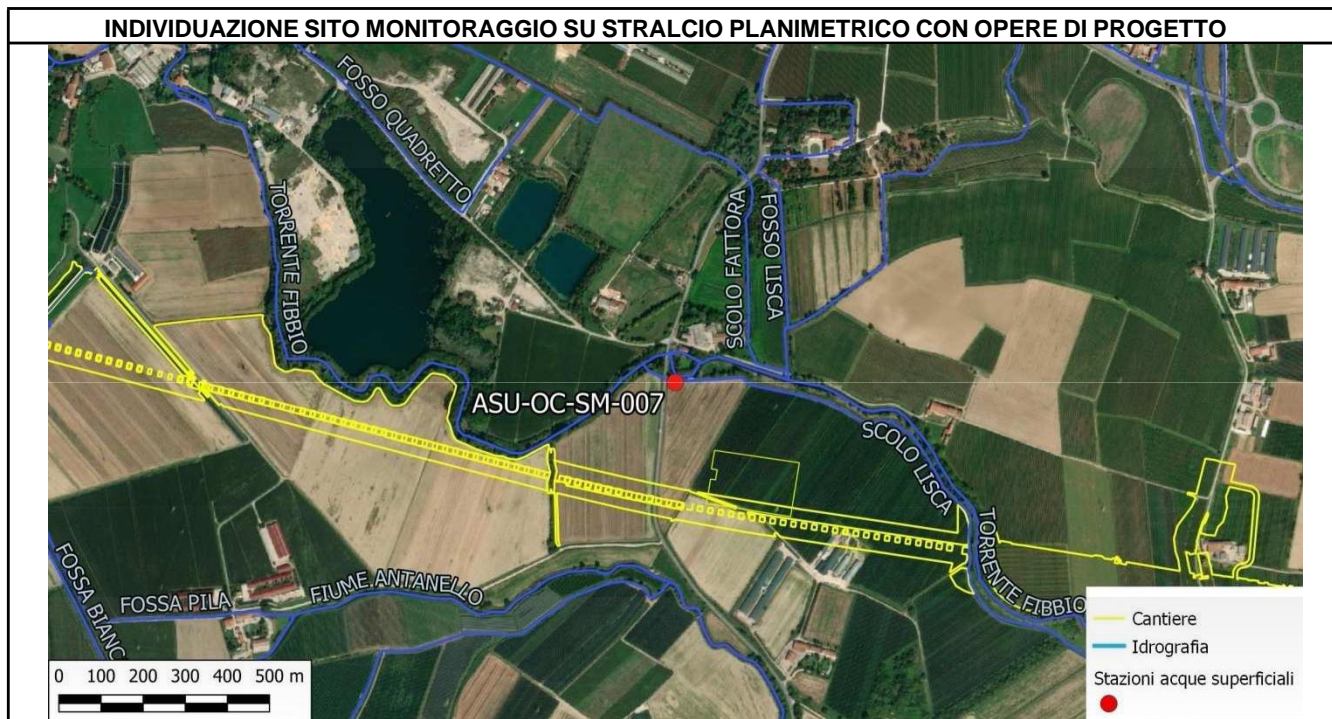 INDIVIDUAZIONE SITO MONITORAGGIO SU STRALCIO PLANIMETRICO CON OPERE DI PROGETTO
FOSSO QUADRETTO
TORRENTE FIBBIO
SCOLO FATTORA
FOSSO LISCA
ASU-OC-SM-007
SCOLO LISCA
TORRENTE FIBBIO
FOSSA BIANC
FOSSA PILA
FIUME ANTANELLO
0 100 200 300 400 500 m
Cantiere
Idrografia
Stazioni acque superficiali